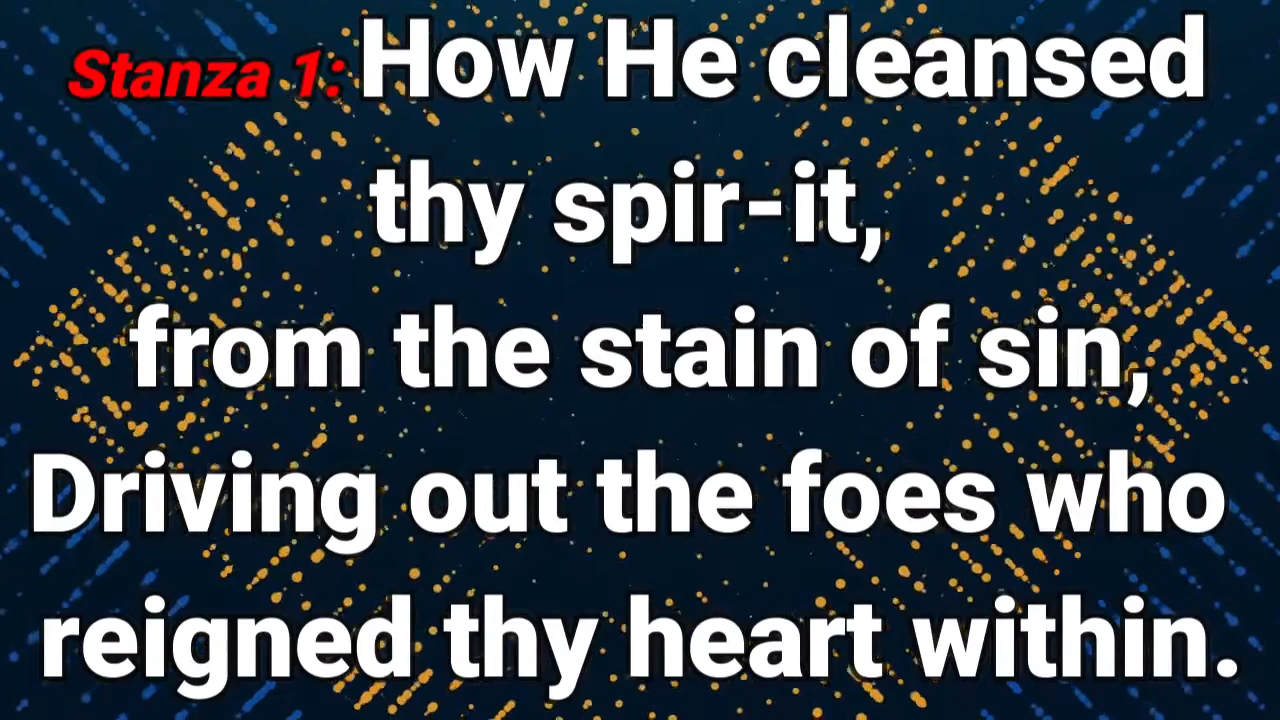 Stanza 1: How He cleansed
thy spir-it,
from the stain of sin,
Driving out the foes who
reigned thy heart within.